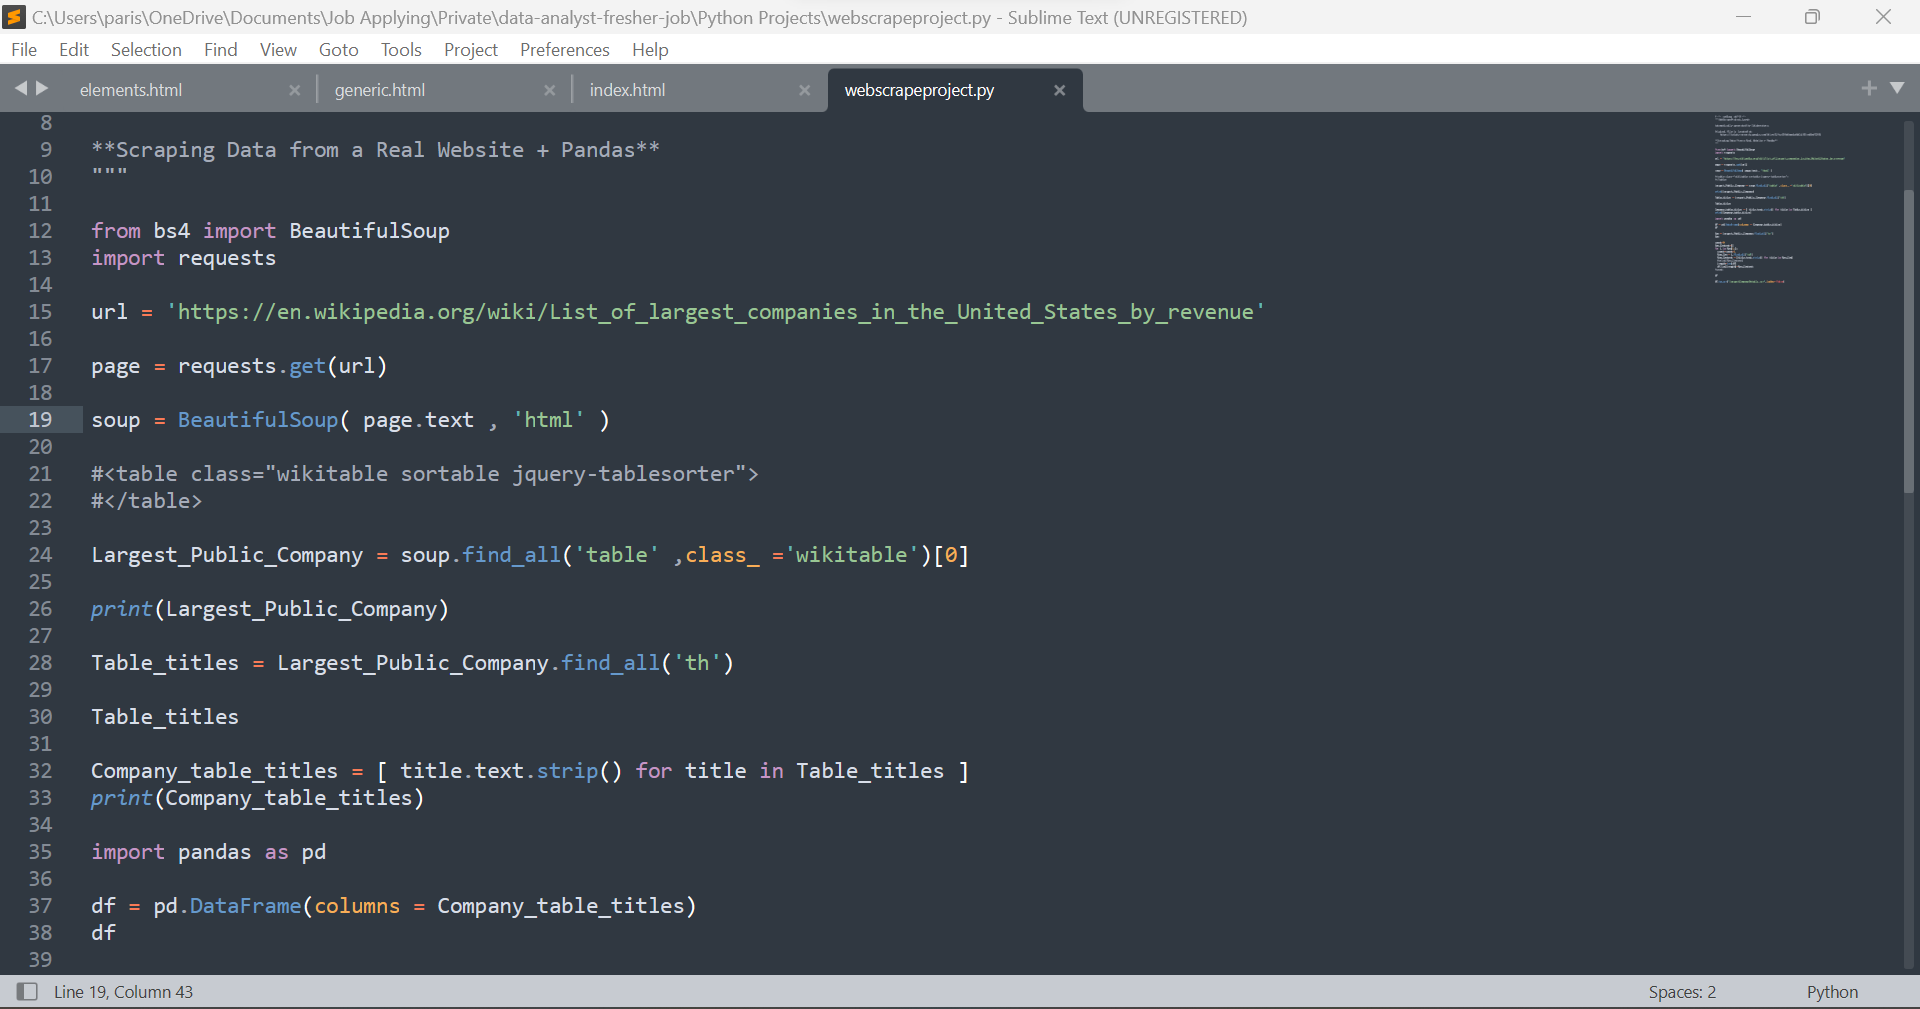 C:\Users\paris\OneDrive\Documents\Job Applying\Private\data-analyst-fresher-job\Python Projects\webscrapeproject.py - Sublime Text (UNREGISTERED)
File Edit Selection Find View Goto Tools Project Preferences Help
elements.html generic.html index.html webscrapeproject.py
8
9 **Scraping Data from a Real Website + Pandas**
10 """
11
12 from bs4 import BeautifulSoup
13 import requests
14
15 url = 'https://en.wikipedia.org/wiki/List_of_largest_companies_in_the_United_States_by_revenue'
16
17 page = requests.get(url)
18
19 soup = BeautifulSoup( page.text , 'html' )
20
21 #<table class="wikitable sortable jquery-tablesorter">
22 #</table>
23
24 Largest_Public_Company = soup.find_all('table' ,class_ ='wikitable')[0]
25
26 print(Largest_Public_Company)
27
28 Table_titles = Largest_Public_Company.find_all('th')
29
30 Table_titles
31
32 Company_table_titles = [ title.text.strip() for title in Table_titles ]
33 print(Company_table_titles)
34
35 import pandas as pd
36
37 df = pd.DataFrame(columns = Company_table_titles)
38 df
39
Line 19, Column 43 Spaces: 2 Python